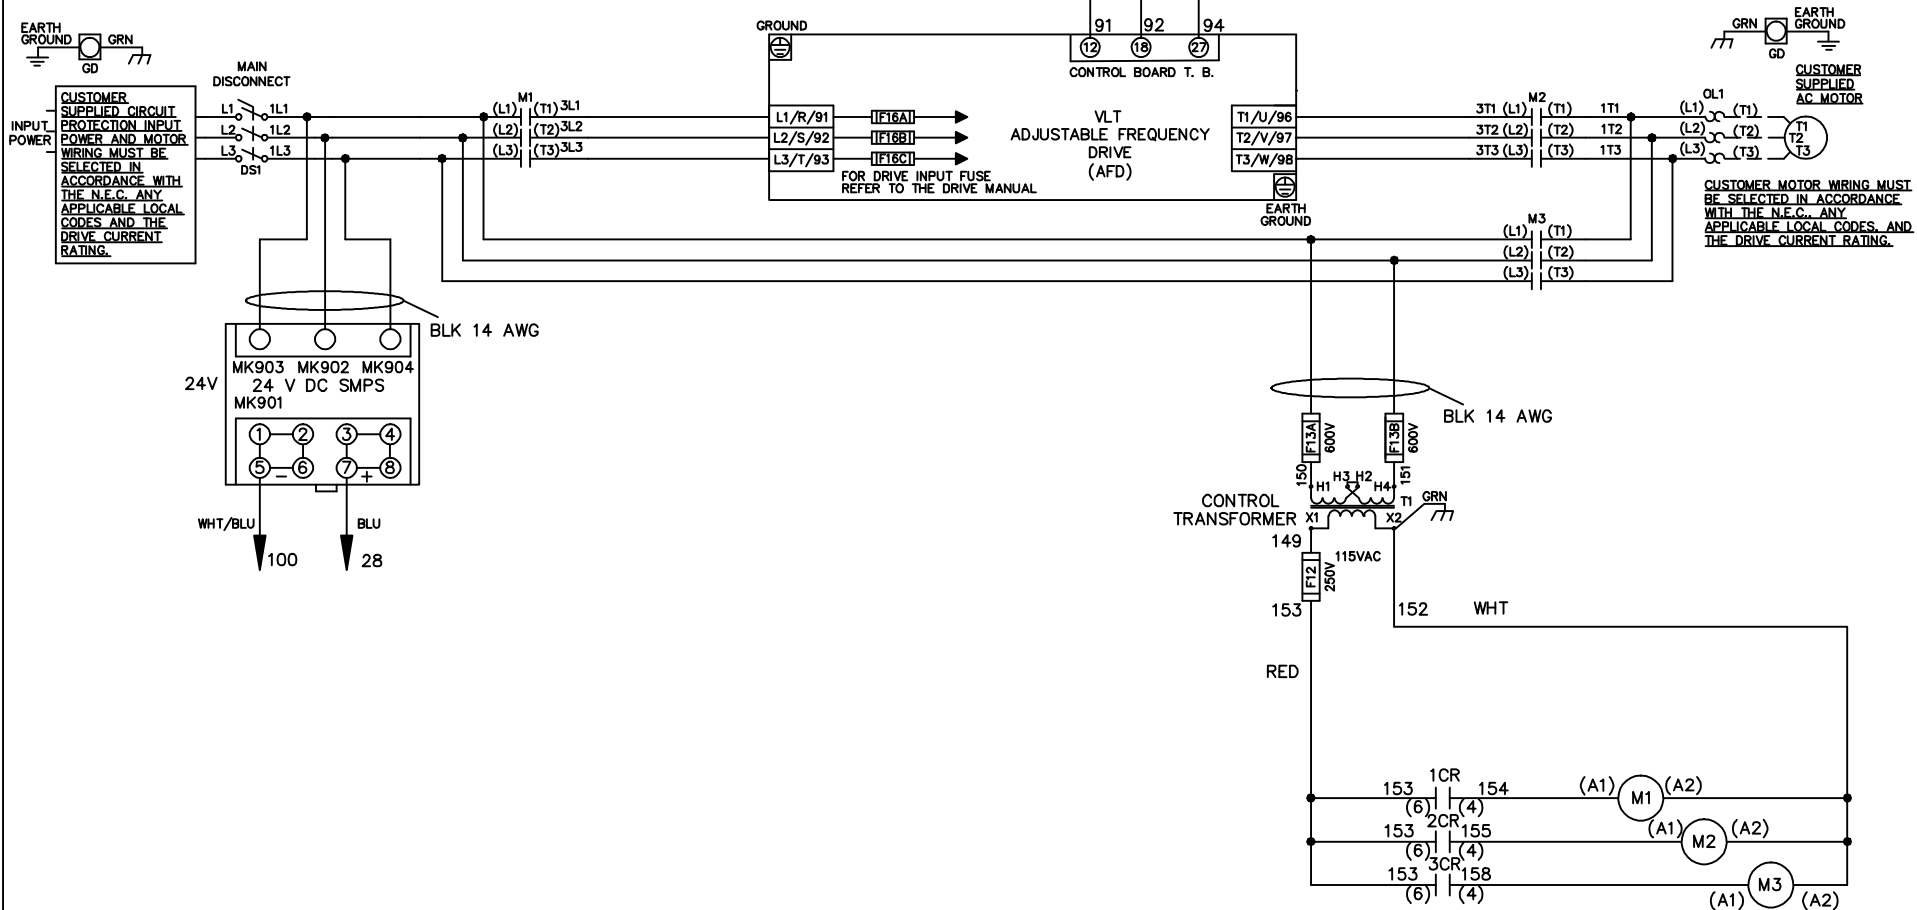 91 92 94
12 18 27
CONTROL BOARD T. B.
EARTH
GROUND
GRN
GD
GROUND
GRN
EARTH
GROUND
GD
CUSTOMER
SUPPLIED
AC MOTOR
MAIN
DISCONNECT
INPUT
POWER
CUSTOMER
SUPPLIED CIRCUIT
PROTECTION INPUT
POWER AND MOTOR
WIRING MUST BE
SELECTED IN
ACCORDANCE WITH
THE N.E.C. ANY
APPLICABLE LOCAL
CODES AND THE
DRIVE CURRENT
RATING.
L1 1L1
L2 1L2
L3 1L3
DS1
M1
(L1) (T1) 3L1
(L2) (T2) 3L2
(L3) (T3) 3L3
L1/R/91 F16A
L2/S/92 F16B
L3/T/93 F16C
FOR DRIVE INPUT FUSE
REFER TO THE DRIVE MANUAL
VLT
ADJUSTABLE FREQUENCY
DRIVE
(AFD)
T1/U/96
T2/V/97
T3/W/98
EARTH
GROUND
M2
3T1 (L1) (T1) 1T1
3T2 (L2) (T2) 1T2
3T3 (L3) (T3) 1T3
OL1
(L1) (T1)
(L2) (T2)
(L3) (T3)
T1
T2
T3
CUSTOMER MOTOR WIRING MUST
BE SELECTED IN ACCORDANCE
WITH THE N.E.C., ANY
APPLICABLE LOCAL CODES, AND
THE DRIVE CURRENT RATING.
M3
(L1) (T1)
(L2) (T2)
(L3) (T3)
BLK 14 AWG
MK903 MK902 MK904
24V
24 V DC SMPS
MK901
1 2 3 4
5 − 6 7 + 8
WHT/BLU
BLU
100
28
BLK 14 AWG
F13A
600V
F13B
600V
150
151
H1 H3 H2 H4
T1
GRN
CONTROL
TRANSFORMER
X1 X2
149
115VAC
F12
250V
153
152
WHT
RED
1CR
153 154
(6) (4)
(A1) M1 (A2)
2CR
153 155
(6) (4)
(A1) M2 (A2)
3CR
153 158
(6) (4)
(A1) M3 (A2)